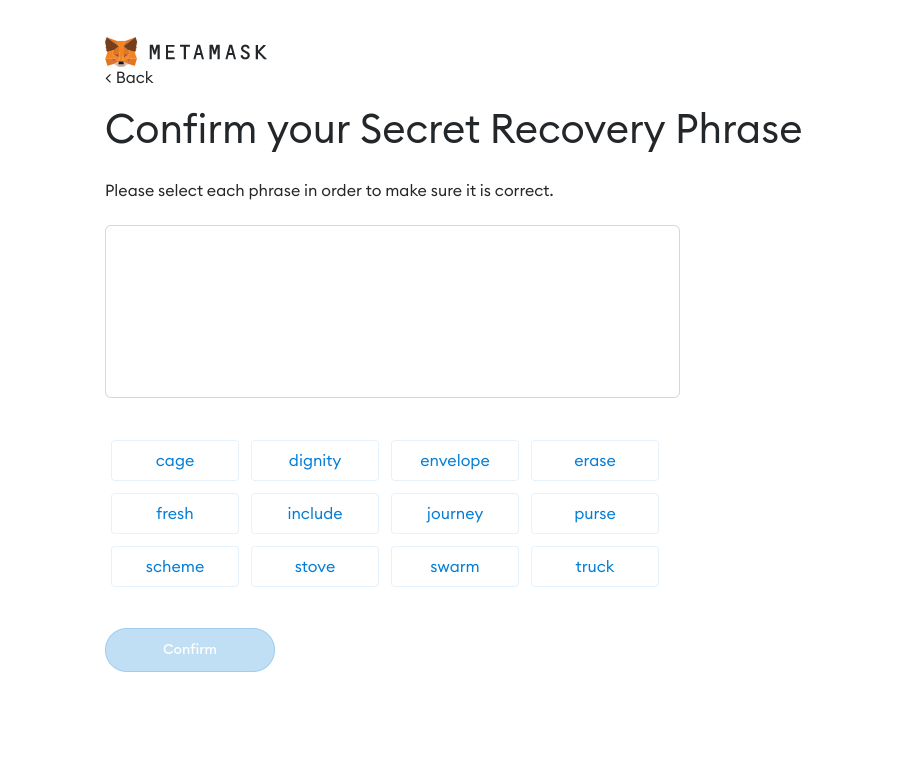 METAMASK
< Back
Confirm your Secret Recovery Phrase
Please select each phrase in order to make sure it is correct.
cage dignity envelope erase
fresh include journey purse
scheme stove swarm truck
Confirm